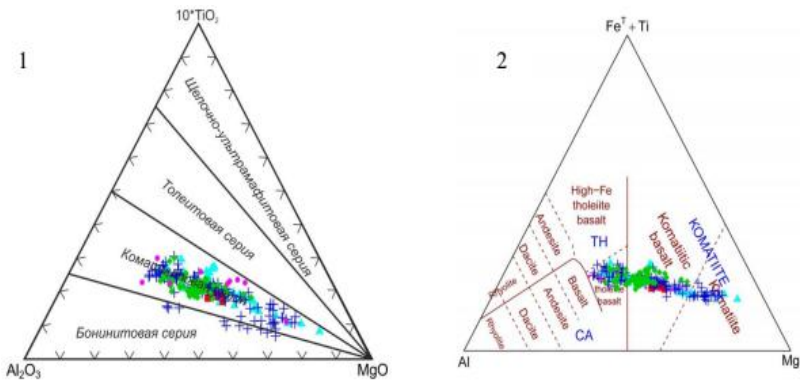 1
10*TiO₂
Щелочно-ультрамафитовая серия
Толеитовая серия
Бонинитовая серия
Al₂O₃
MgO
2
Feᵀ + Ti
High-Fe
tholeiite
basalt
TH
Komatiitic
basalt
KOMATIITE
Komatiite
Andesite
Dacite
Rhyolite
Basalt
tholeiite
basalt
Andesite
Dacite
Rhyolite
CA
Al
Mg